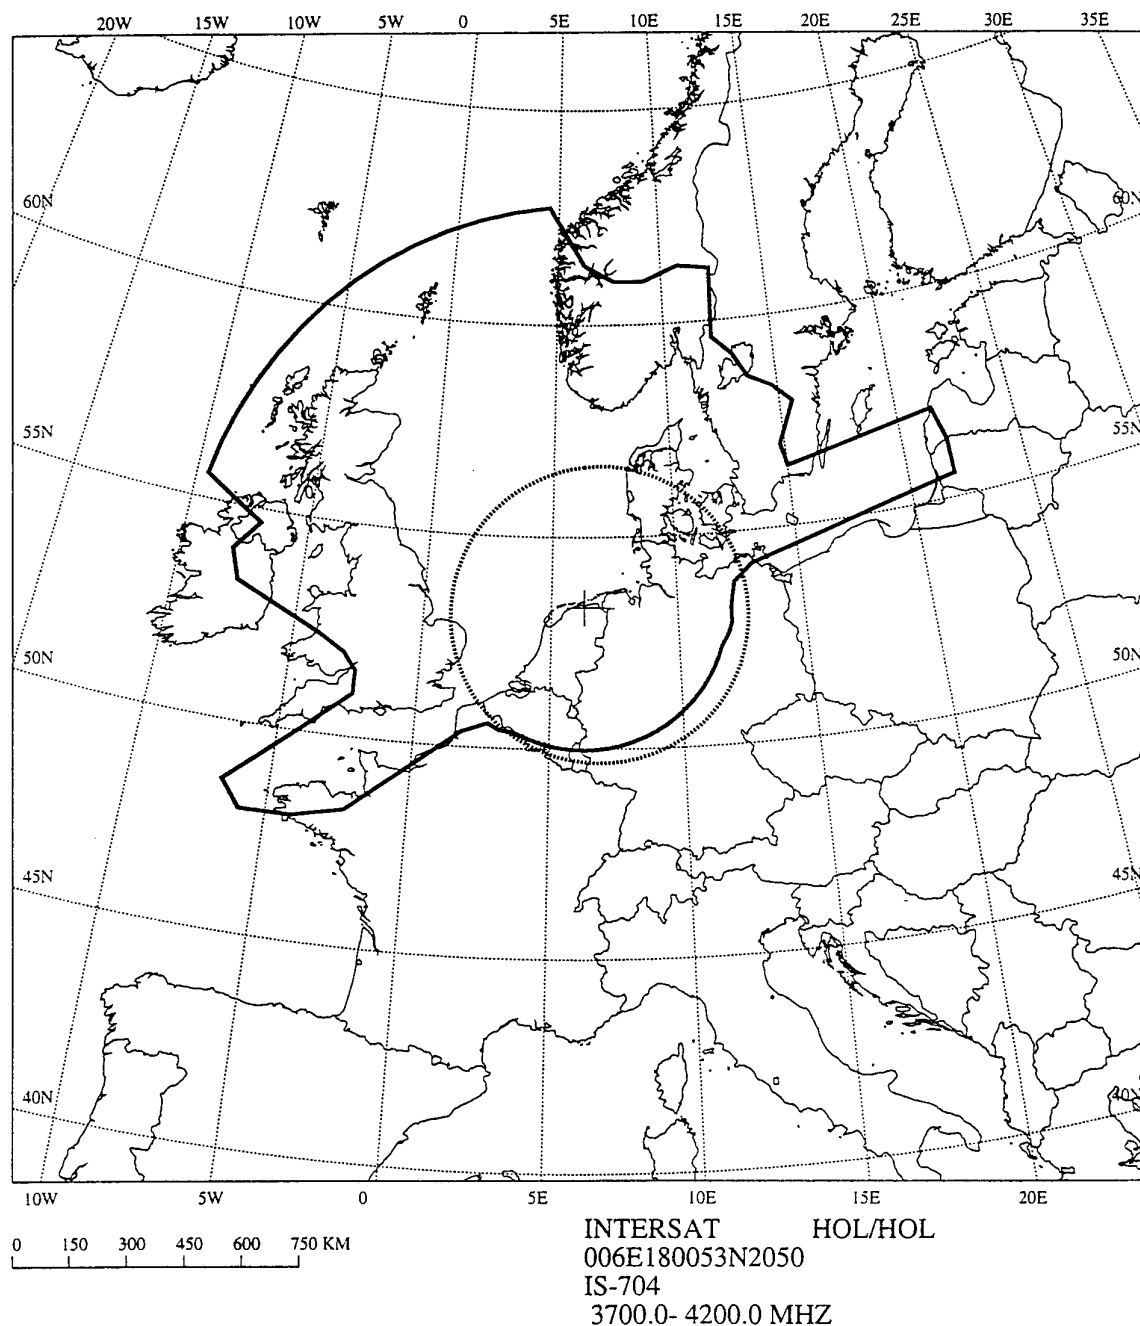 20W 15W 10W 5W 0 5E 10E 15E 20E 25E 30E 35E
60N 60N
55N 55N
50N 50N
45N 45N
40N 40N
10W 5W 0 5E 10E 15E 20E
0 150 300 450 600 750 KM
INTERSAT HOL/HOL
006E180053N2050
IS-704
3700.0- 4200.0 MHZ